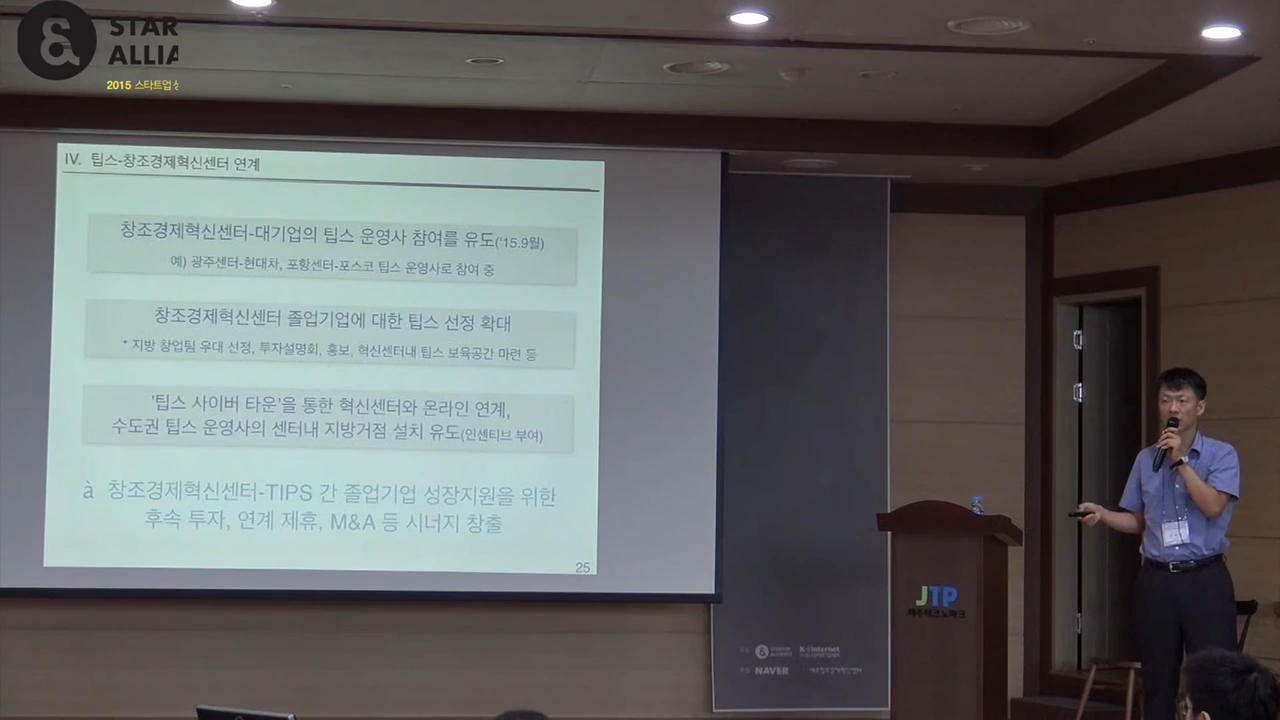 &
STAR
ALLIA
2015 스타트업
IV. 팁스-창조경제혁신센터 연계
창조경제혁신센터-대기업의 팁스 운영사 참여를 유도('15.9월)
예) 광주센터-현대차, 포항센터-포스코 팁스 운영사로 참여 중
창조경제혁신센터 졸업기업에 대한 팁스 선정 확대
* 지방 창업팀 우대 선정, 투자설명회, 홍보, 혁신센터내 팁스 보육공간 마련 등
'팁스 사이버 타운'을 통한 혁신센터와 온라인 연계,
수도권 팁스 운영사의 센터내 지방거점 설치 유도(인센티브 부여)
à 창조경제혁신센터-TIPS 간 졸업기업 성장지원을 위한
후속 투자, 연계 제휴, M&A 등 시너지 창출
25
JTP
제주테크노파크
&
NAVER